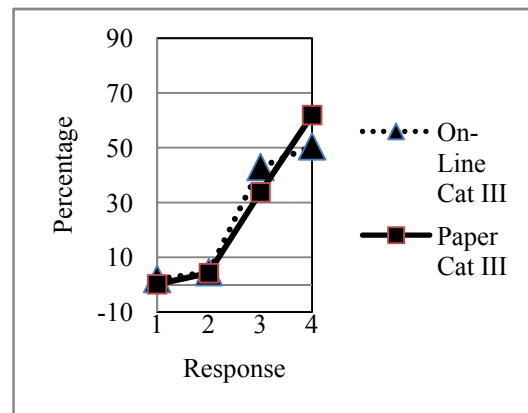 90
70
50
30
10
-10
Percentage
1 2 3 4
Response
On-
Line
Cat III
Paper
Cat III